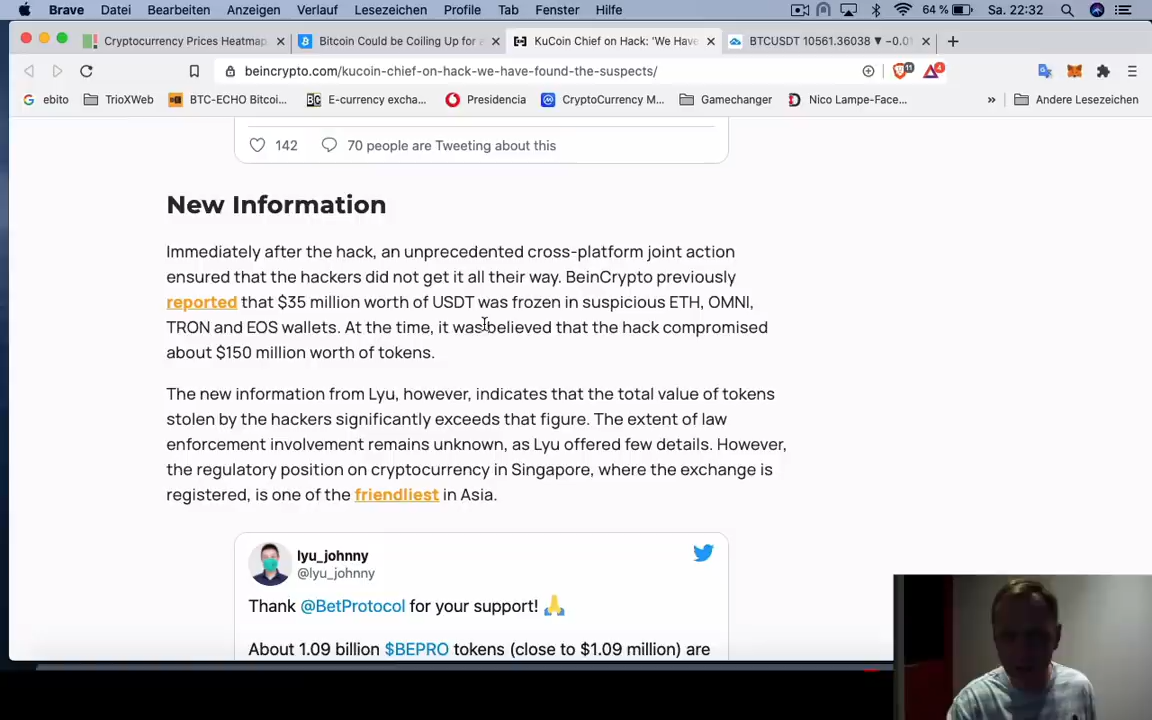 Brave Datei Bearbeiten Anzeigen Verlauf Lesezeichen Profile Tab Fenster Hilfe 64 % Sa. 22:32
Cryptocurrency Prices Heatmap, Bitcoin Could be Coiling Up for KuCoin Chief on Hack: 'We Have BTCUSDT 10561.36038 ▼ −0.01
beincrypto.com/kucoin-chief-on-hack-we-have-found-the-suspects/ 11 4
ebito TrioXWeb BTC-ECHO Bitcoi... E-currency excha... Presidencia CryptoCurrency M... Gamechanger Nico Lampe-Face... » Andere Lesezeichen
142 70 people are Tweeting about this
New Information
Immediately after the hack, an unprecedented cross-platform joint action
ensured that the hackers did not get it all their way. BeinCrypto previously
reported that $35 million worth of USDT was frozen in suspicious ETH, OMNI,
TRON and EOS wallets. At the time, it was believed that the hack compromised
about $150 million worth of tokens.
The new information from Lyu, however, indicates that the total value of tokens
stolen by the hackers significantly exceeds that figure. The extent of law
enforcement involvement remains unknown, as Lyu offered few details. However,
the regulatory position on cryptocurrency in Singapore, where the exchange is
registered, is one of the friendliest in Asia.
lyu_johnny
@lyu_johnny
Thank @BetProtocol for your support! 🙏
About 1.09 billion $BEPRO tokens (close to $1.09 million) are